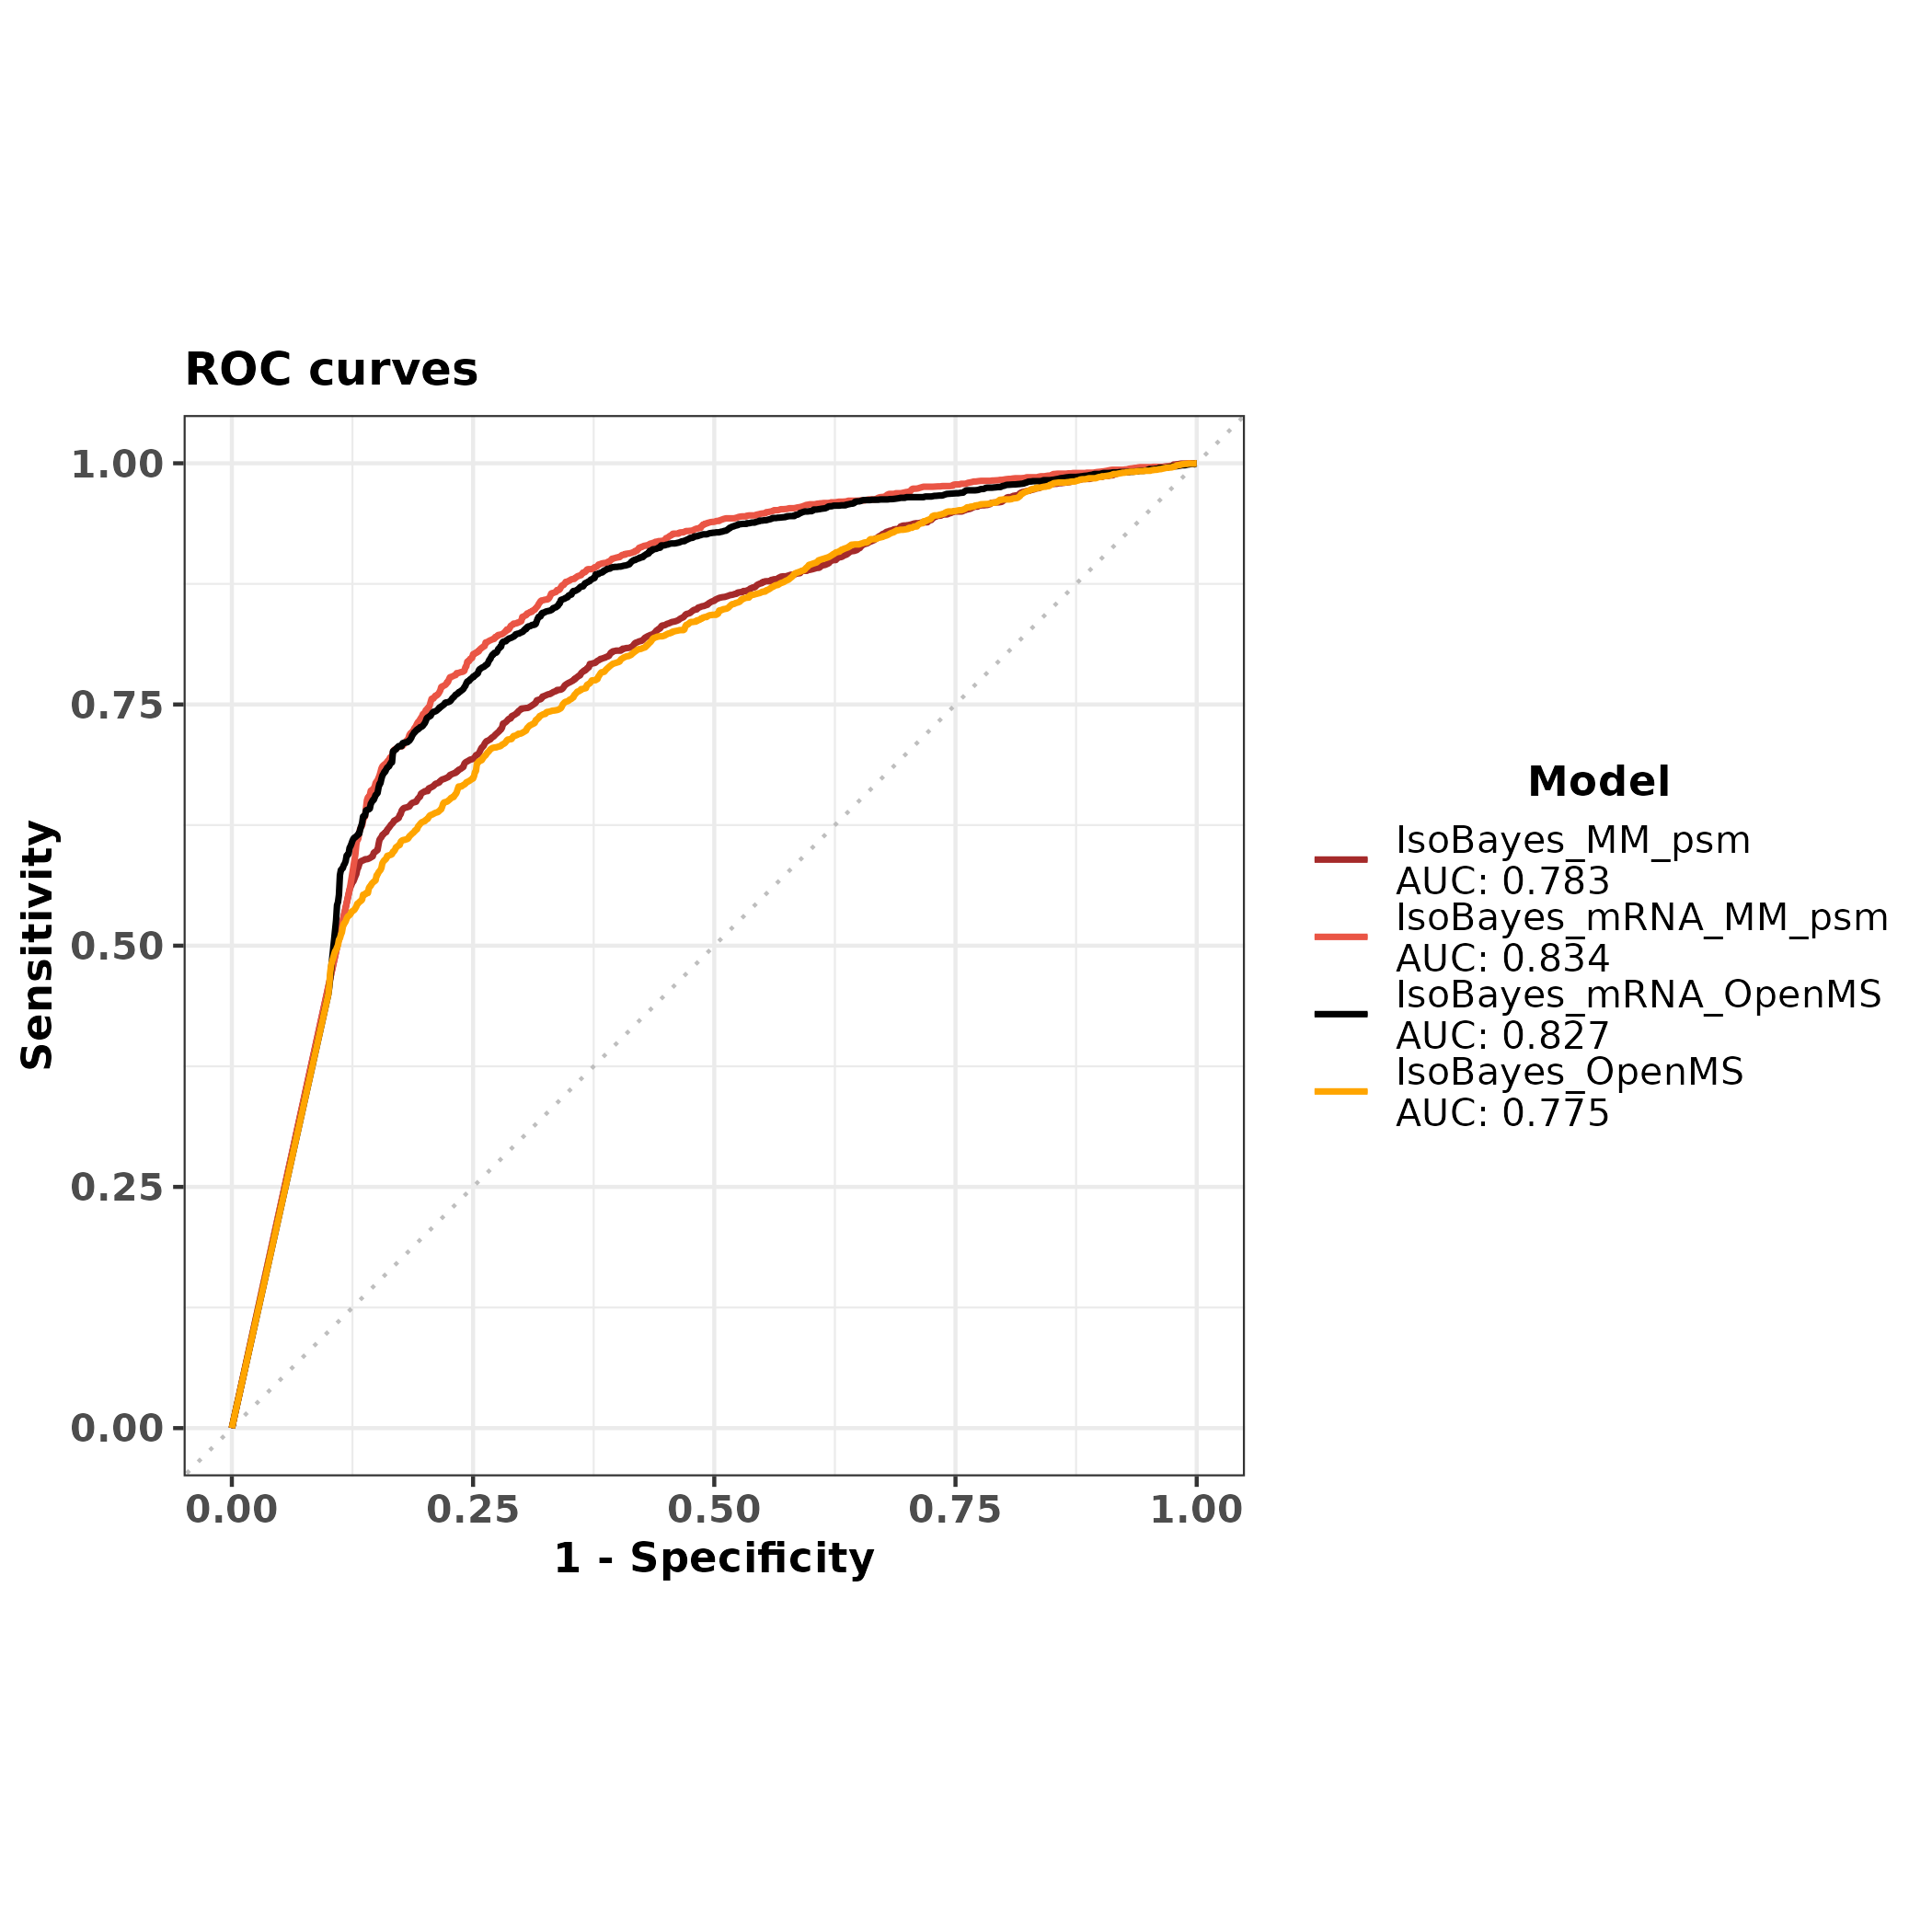 ROC curves
1.00
0.75
0.50
0.25
0.00
Sensitivity
0.00 0.25 0.50 0.75 1.00
1 - Specificity
Model
IsoBayes_MM_psm
AUC: 0.783
IsoBayes_mRNA_MM_psm
AUC: 0.834
IsoBayes_mRNA_OpenMS
AUC: 0.827
IsoBayes_OpenMS
AUC: 0.775